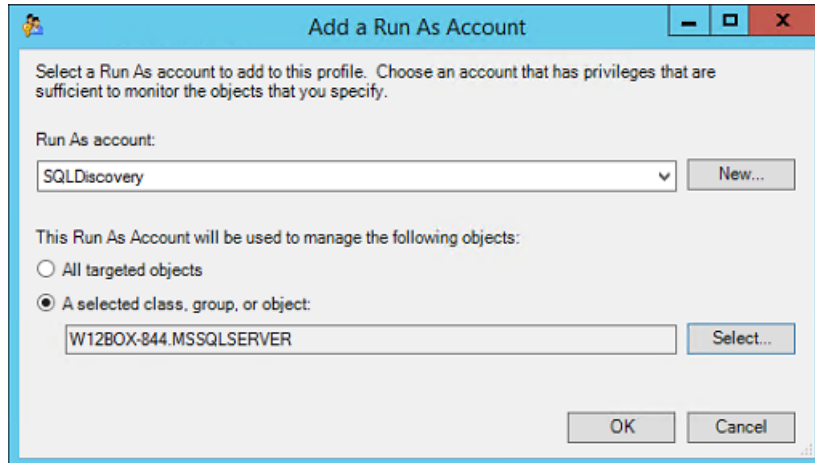 Add a Run As Account
Select a Run As account to add to this profile.  Choose an account that has privileges that are
sufficient to monitor the objects that you specify.
Run As account:
SQLDiscovery
New...
This Run As Account will be used to manage the following objects:
All targeted objects
A selected class, group, or object:
W12BOX-844.MSSQLSERVER
Select...
OK
Cancel